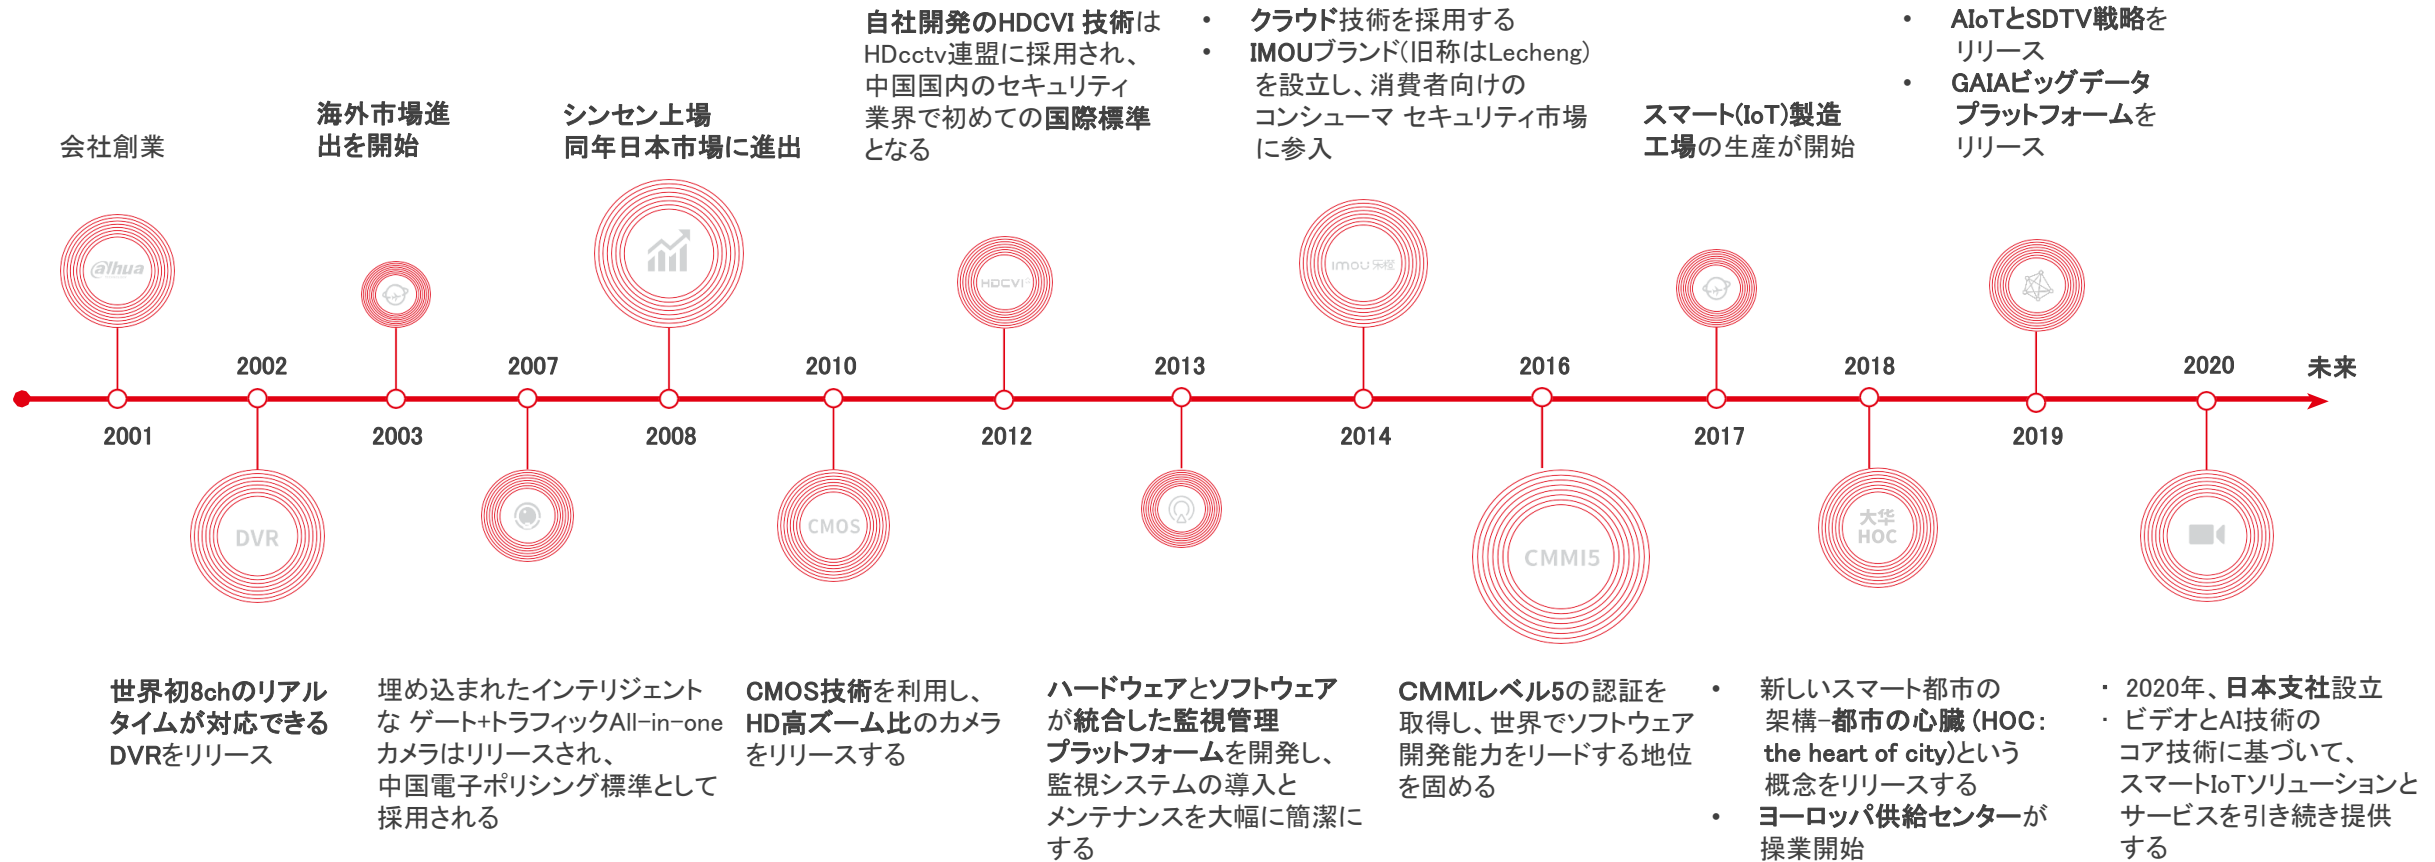 会社創業
海外市場進
出を開始
シンセン上場
同年日本市場に進出
自社開発のHDCVI 技術は
HDcctv連盟に採用され、
中国国内のセキュリティ
業界で初めての国際標準
となる
• クラウド技術を採用する
• IMOUブランド(旧称はLecheng)
を設立し、消費者向けの
コンシューマ セキュリティ市場
に参入
スマート(IoT)製造
工場の生産が開始
• AIoTとSDTV戦略を
リリース
• GAIAビッグデータ
プラットフォームを
リリース
alhua
HDCVI
imou 乐橙
2002
2007
2010
2013
2016
2018
2020
未来
2001
2003
2008
2012
2014
2017
2019
DVR
CMOS
CMMI5
大华
HOC
世界初8chのリアル
タイムが対応できる
DVRをリリース
埋め込まれたインテリジェント
な ゲート+トラフィックAll-in-one
カメラはリリースされ、
中国電子ポリシング標準として
採用される
CMOS技術を利用し、
HD高ズーム比のカメラ
をリリースする
ハードウェアとソフトウェア
が統合した監視管理
プラットフォームを開発し、
監視システムの導入と
メンテナンスを大幅に簡潔に
する
CMMIレベル5の認証を
取得し、世界でソフトウェア
開発能力をリードする地位
を固める
• 新しいスマート都市の
架構-都市の心臓 (HOC:
the heart of city)という
概念をリリースする
• ヨーロッパ供給センターが
操業開始
・ 2020年、日本支社設立
・ ビデオとAI技術の
コア技術に基づいて、
スマートIoTソリューションと
サービスを引き続き提供
する